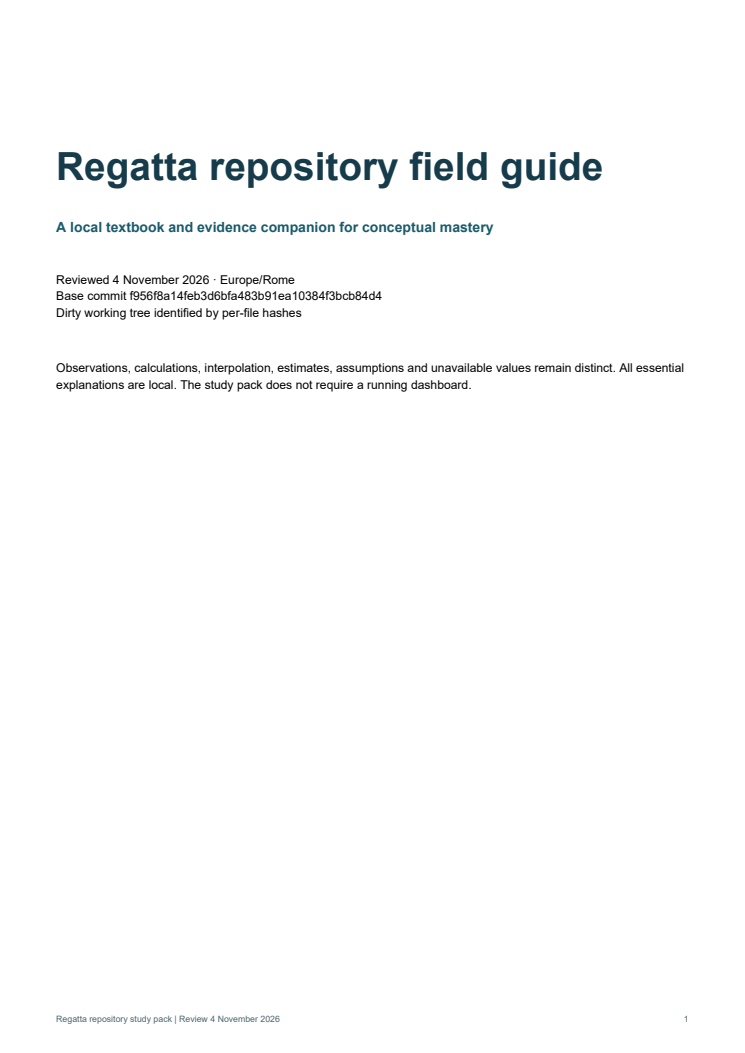 Regatta repository field guide
A local textbook and evidence companion for conceptual mastery
Reviewed 4 November 2026 · Europe/Rome
Base commit f956f8a14feb3d6bfa483b91ea10384f3bcb84d4
Dirty working tree identified by per-file hashes
Observations, calculations, interpolation, estimates, assumptions and unavailable values remain distinct. All essential
explanations are local. The study pack does not require a running dashboard.
Regatta repository study pack | Review 4 November 2026
1